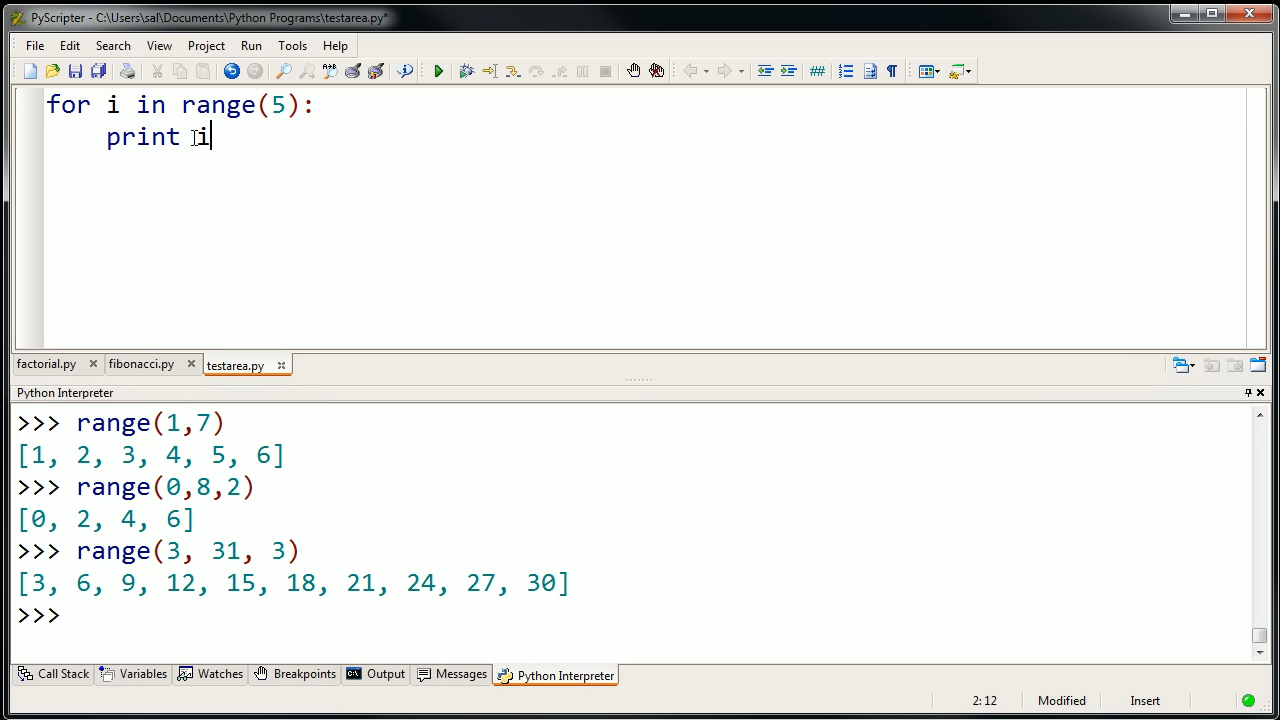 PyScripter - C:\Users\sal\Documents\Python Programs\testarea.py*
File Edit Search View Project Run Tools Help
for i in range(5):
    print i
factorial.py fibonacci.py testarea.py
Python Interpreter
>>> range(1,7)
[1, 2, 3, 4, 5, 6]
>>> range(0,8,2)
[0, 2, 4, 6]
>>> range(3, 31, 3)
[3, 6, 9, 12, 15, 18, 21, 24, 27, 30]
>>>
Call Stack Variables Watches Breakpoints Output Messages Python Interpreter
2: 12 Modified Insert